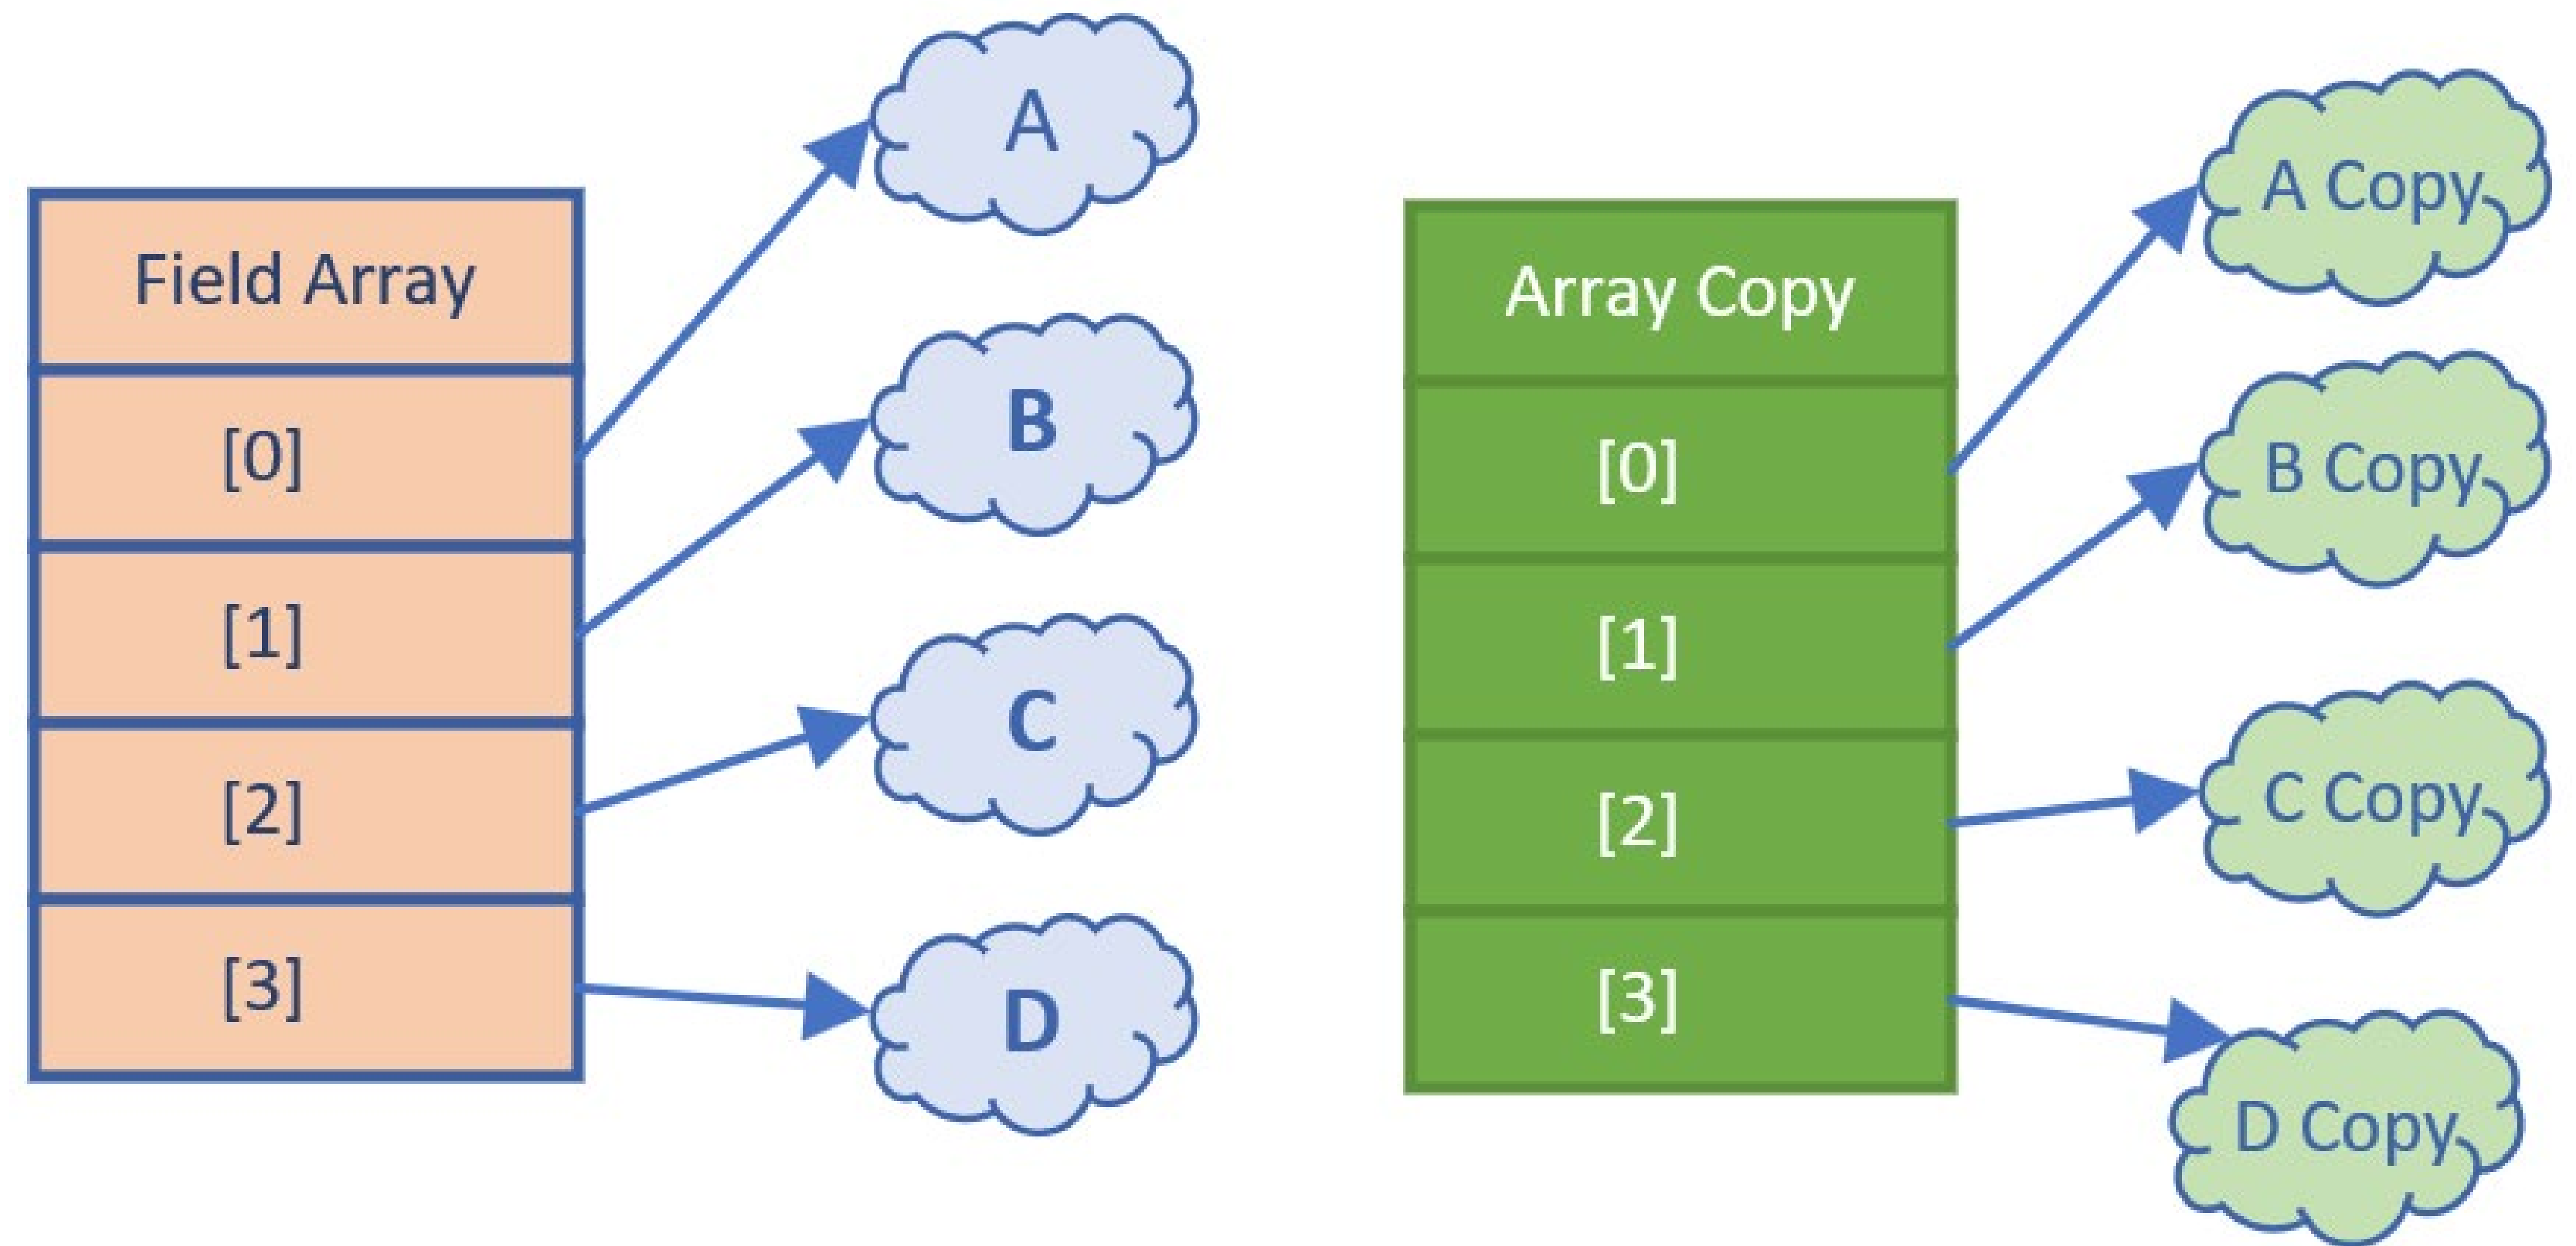 Field Array
[0]
[1]
[2]
[3]
A
B
C
D
Array Copy
[0]
[1]
[2]
[3]
A Copy
B Copy
C Copy
D Copy